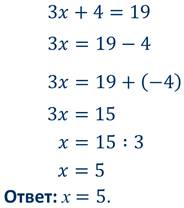 3x + 4 = 19
3x = 19 − 4
3x = 19 + (−4)
3x = 15
x = 15 : 3
x = 5
Ответ: x = 5.